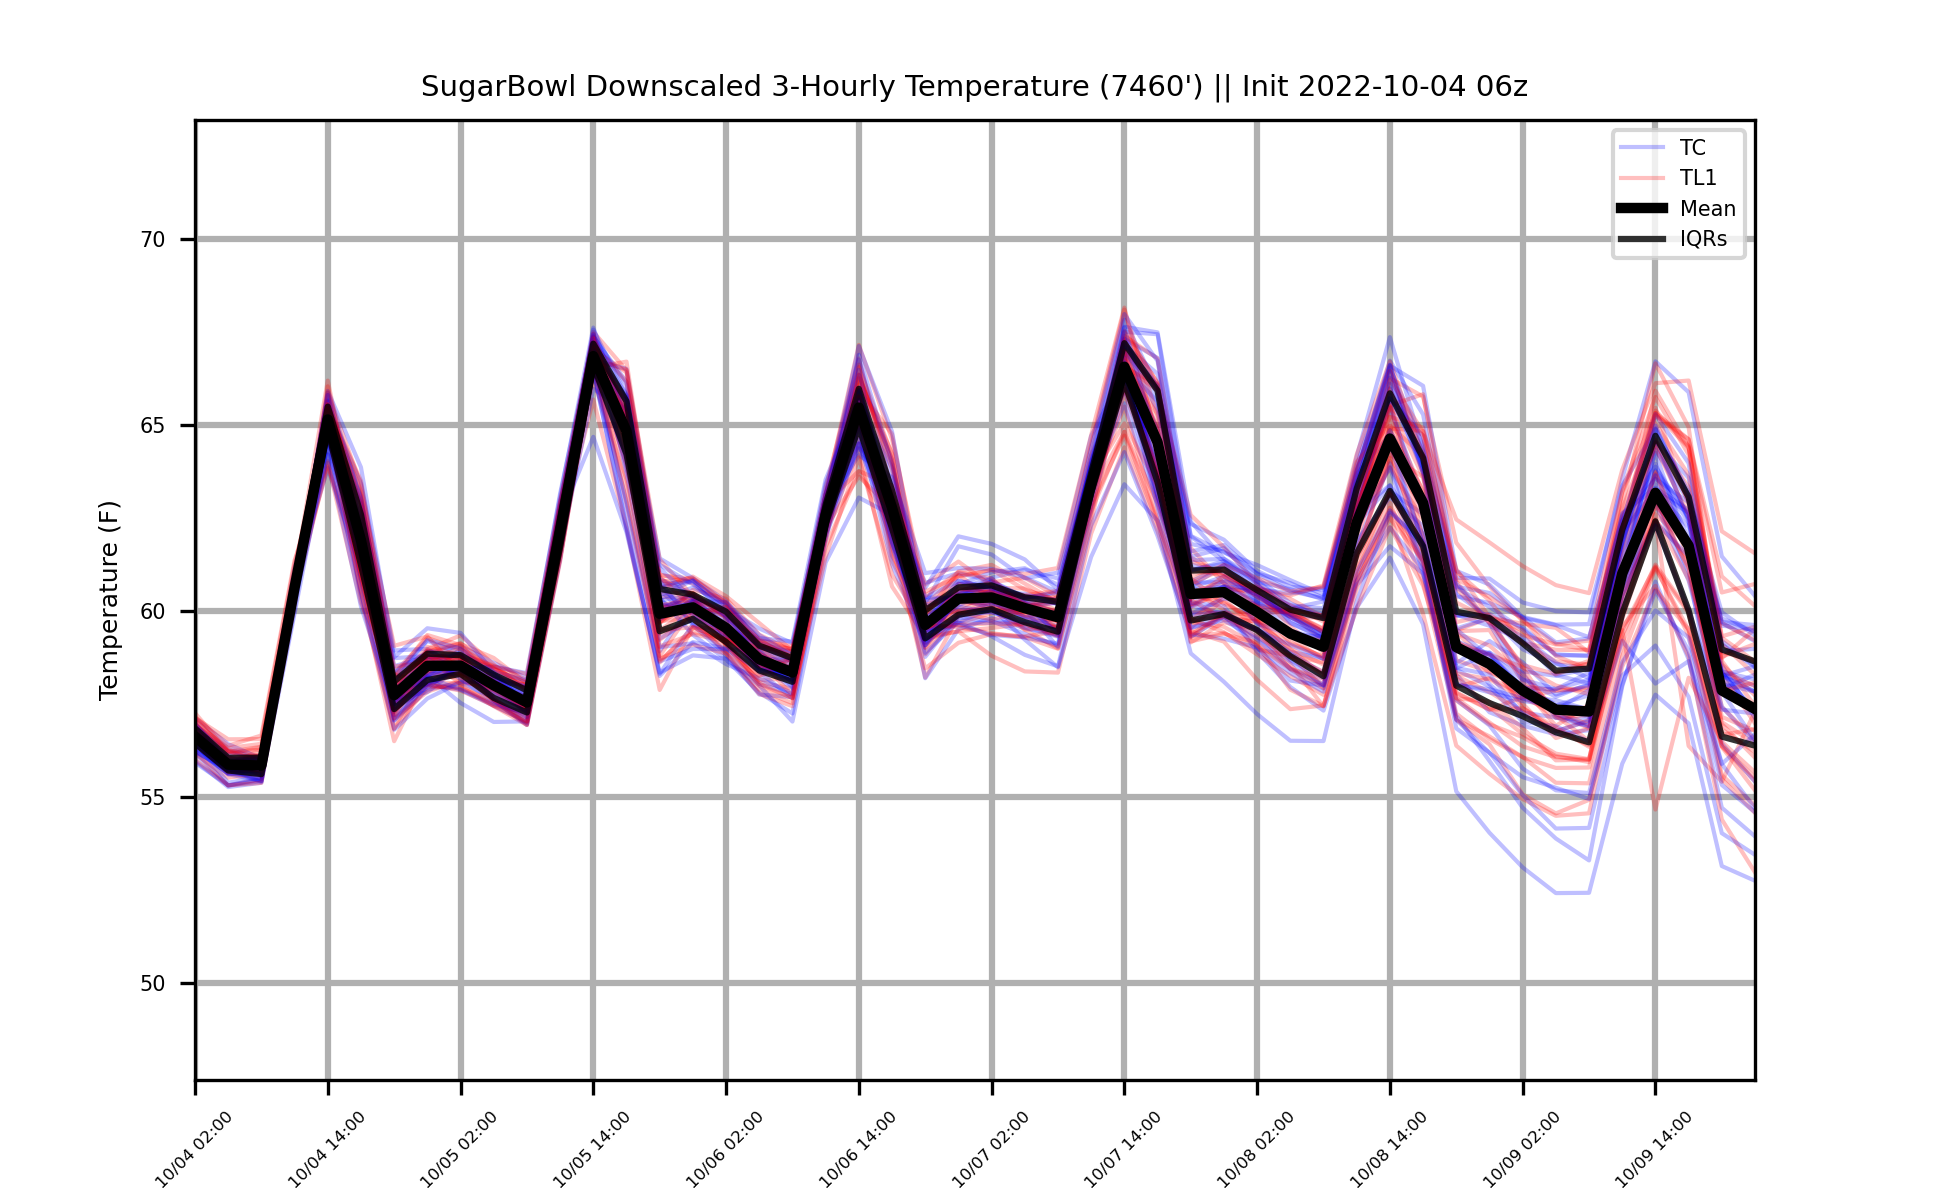 SugarBowl Downscaled 3-Hourly Temperature (7460') || Init 2022-10-04 06z
TC
TL1
Mean
IQRs
Temperature (F)
70
65
60
55
50
10/04 02:00
10/04 14:00
10/05 02:00
10/05 14:00
10/06 02:00
10/06 14:00
10/07 02:00
10/07 14:00
10/08 02:00
10/08 14:00
10/09 02:00
10/09 14:00